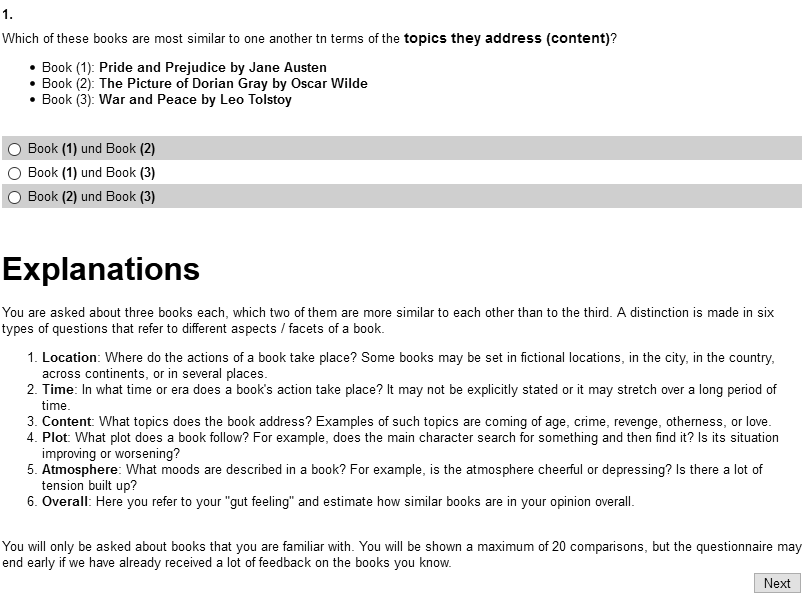 1.
Which of these books are most similar to one another tn terms of the topics they address (content)?
• Book (1): Pride and Prejudice by Jane Austen
• Book (2): The Picture of Dorian Gray by Oscar Wilde
• Book (3): War and Peace by Leo Tolstoy
Book (1) und Book (2)
Book (1) und Book (3)
Book (2) und Book (3)
Explanations
You are asked about three books each, which two of them are more similar to each other than to the third. A distinction is made in six
types of questions that refer to different aspects / facets of a book.
1. Location: Where do the actions of a book take place? Some books may be set in fictional locations, in the city, in the country,
across continents, or in several places.
2. Time: In what time or era does a book's action take place? It may not be explicitly stated or it may stretch over a long period of
time.
3. Content: What topics does the book address? Examples of such topics are coming of age, crime, revenge, otherness, or love.
4. Plot: What plot does a book follow? For example, does the main character search for something and then find it? Is its situation
improving or worsening?
5. Atmosphere: What moods are described in a book? For example, is the atmosphere cheerful or depressing? Is there a lot of
tension built up?
6. Overall: Here you refer to your "gut feeling" and estimate how similar books are in your opinion overall.
You will only be asked about books that you are familiar with. You will be shown a maximum of 20 comparisons, but the questionnaire may
end early if we have already received a lot of feedback on the books you know.
Next